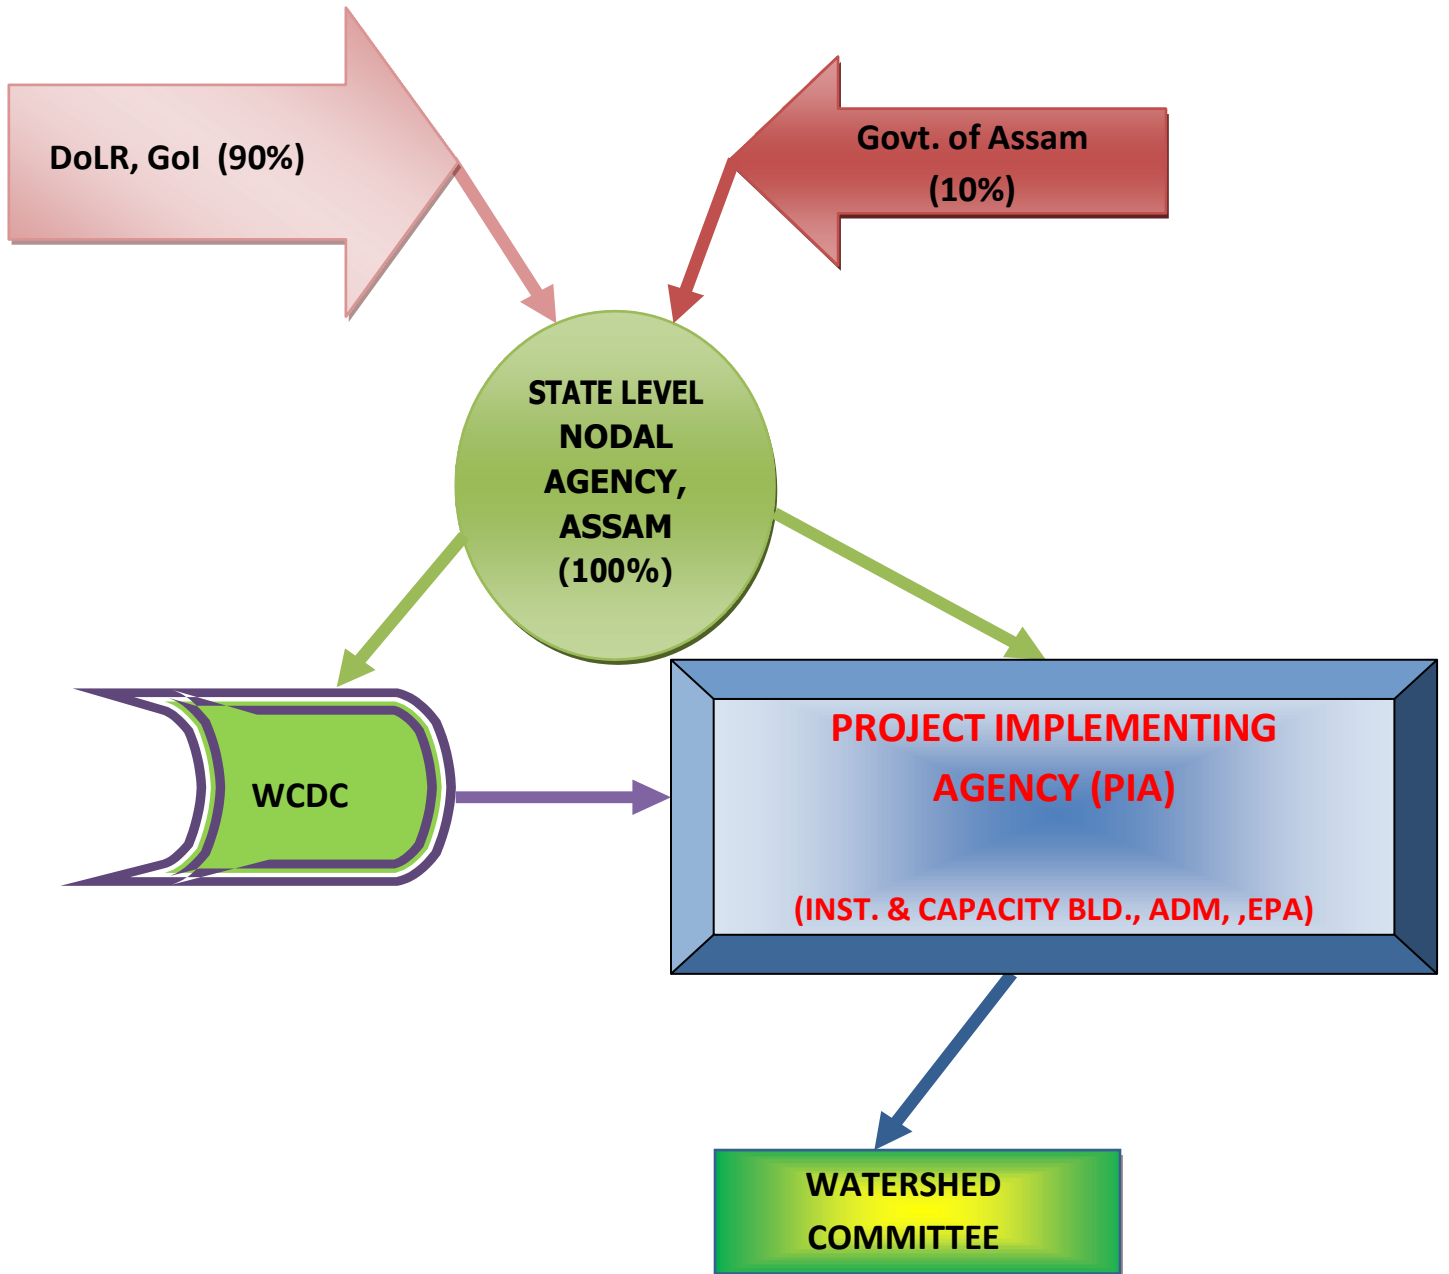 DoLR, GoI (90%)
Govt. of Assam
(10%)
STATE LEVEL
NODAL
AGENCY,
ASSAM
(100%)
WCDC
PROJECT IMPLEMENTING
AGENCY (PIA)
(INST. & CAPACITY BLD., ADM, ,EPA)
WATERSHED
COMMITTEE